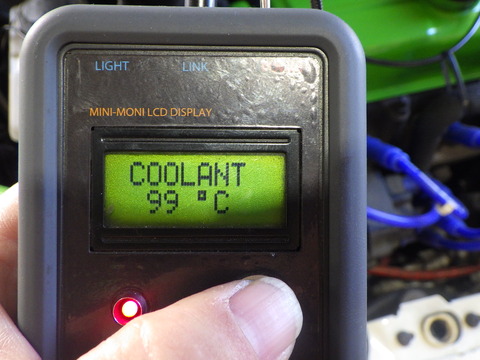 LIGHT LINK
MINI-MONI LCD DISPLAY
COOLANT
99 °C